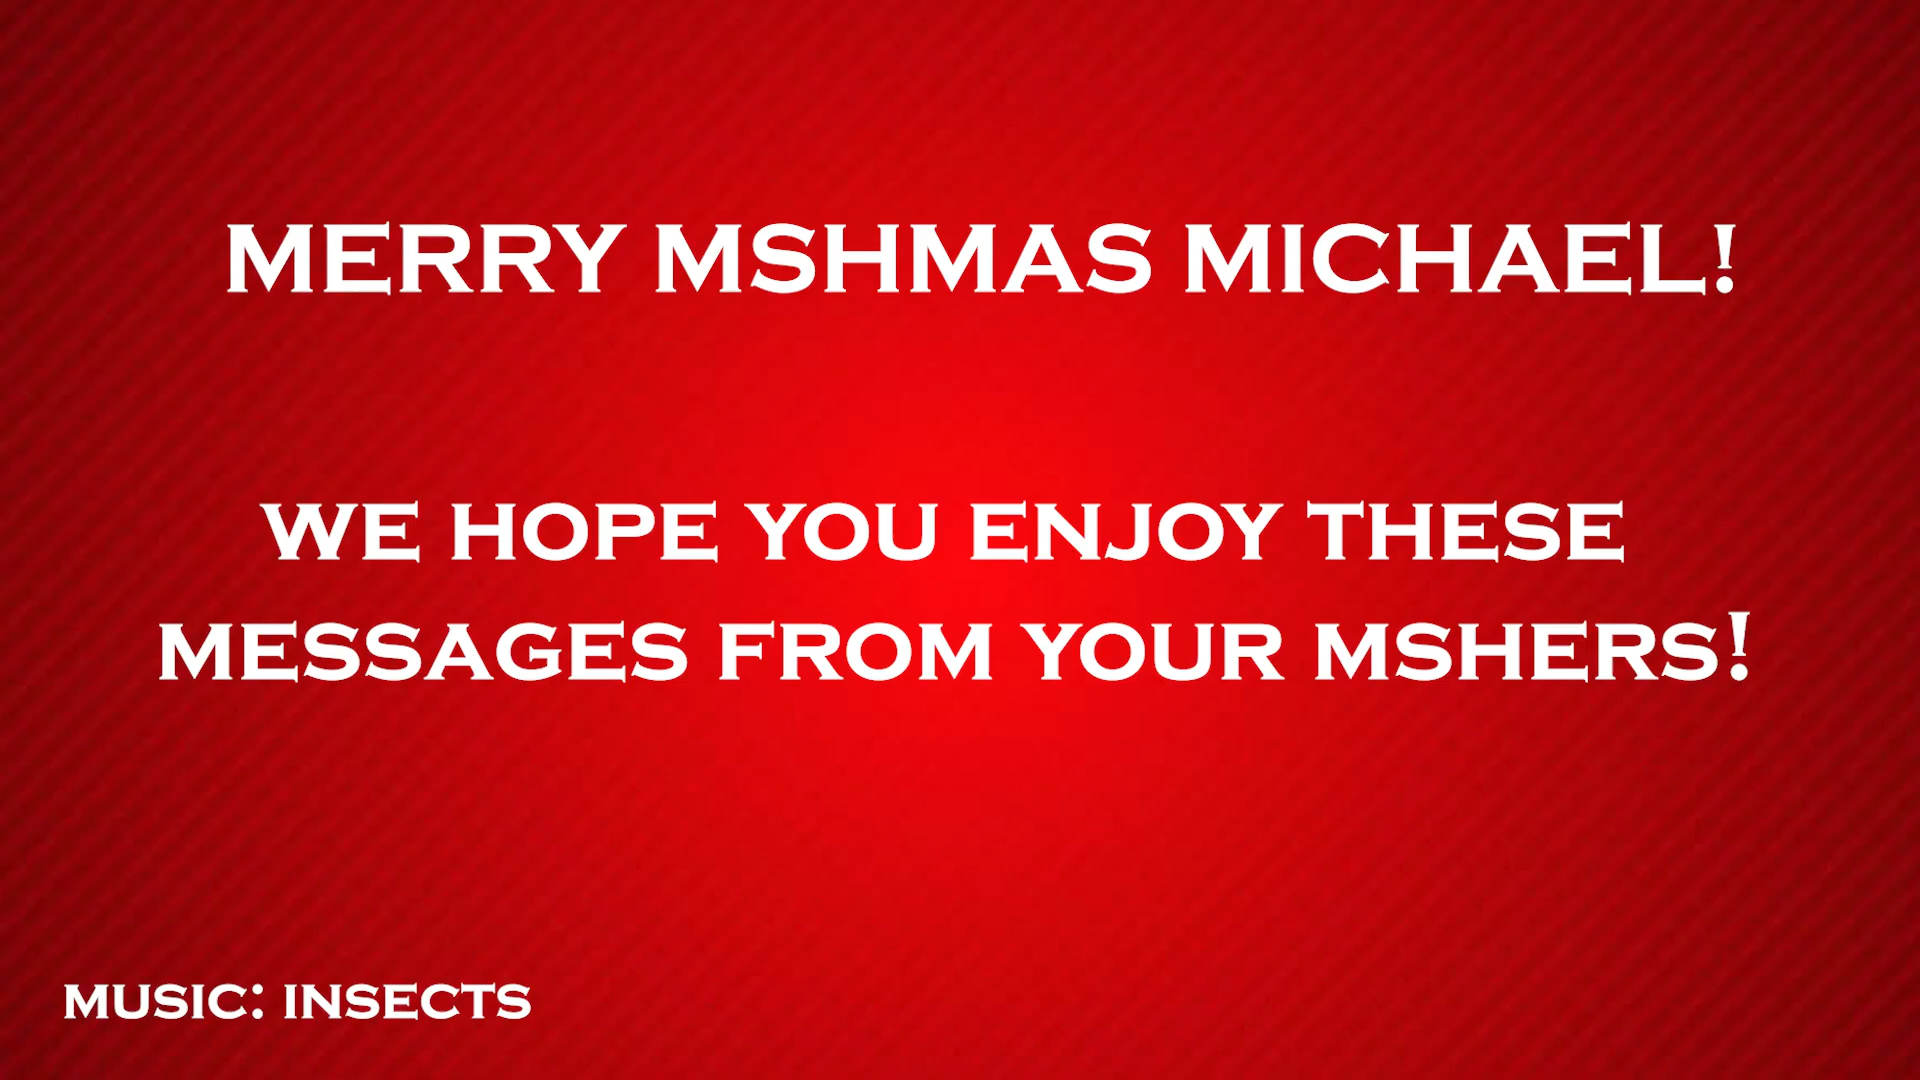 MERRY MSHMAS MICHAEL!
WE HOPE YOU ENJOY THESE
MESSAGES FROM YOUR MSHERS!
MUSIC: INSECTS